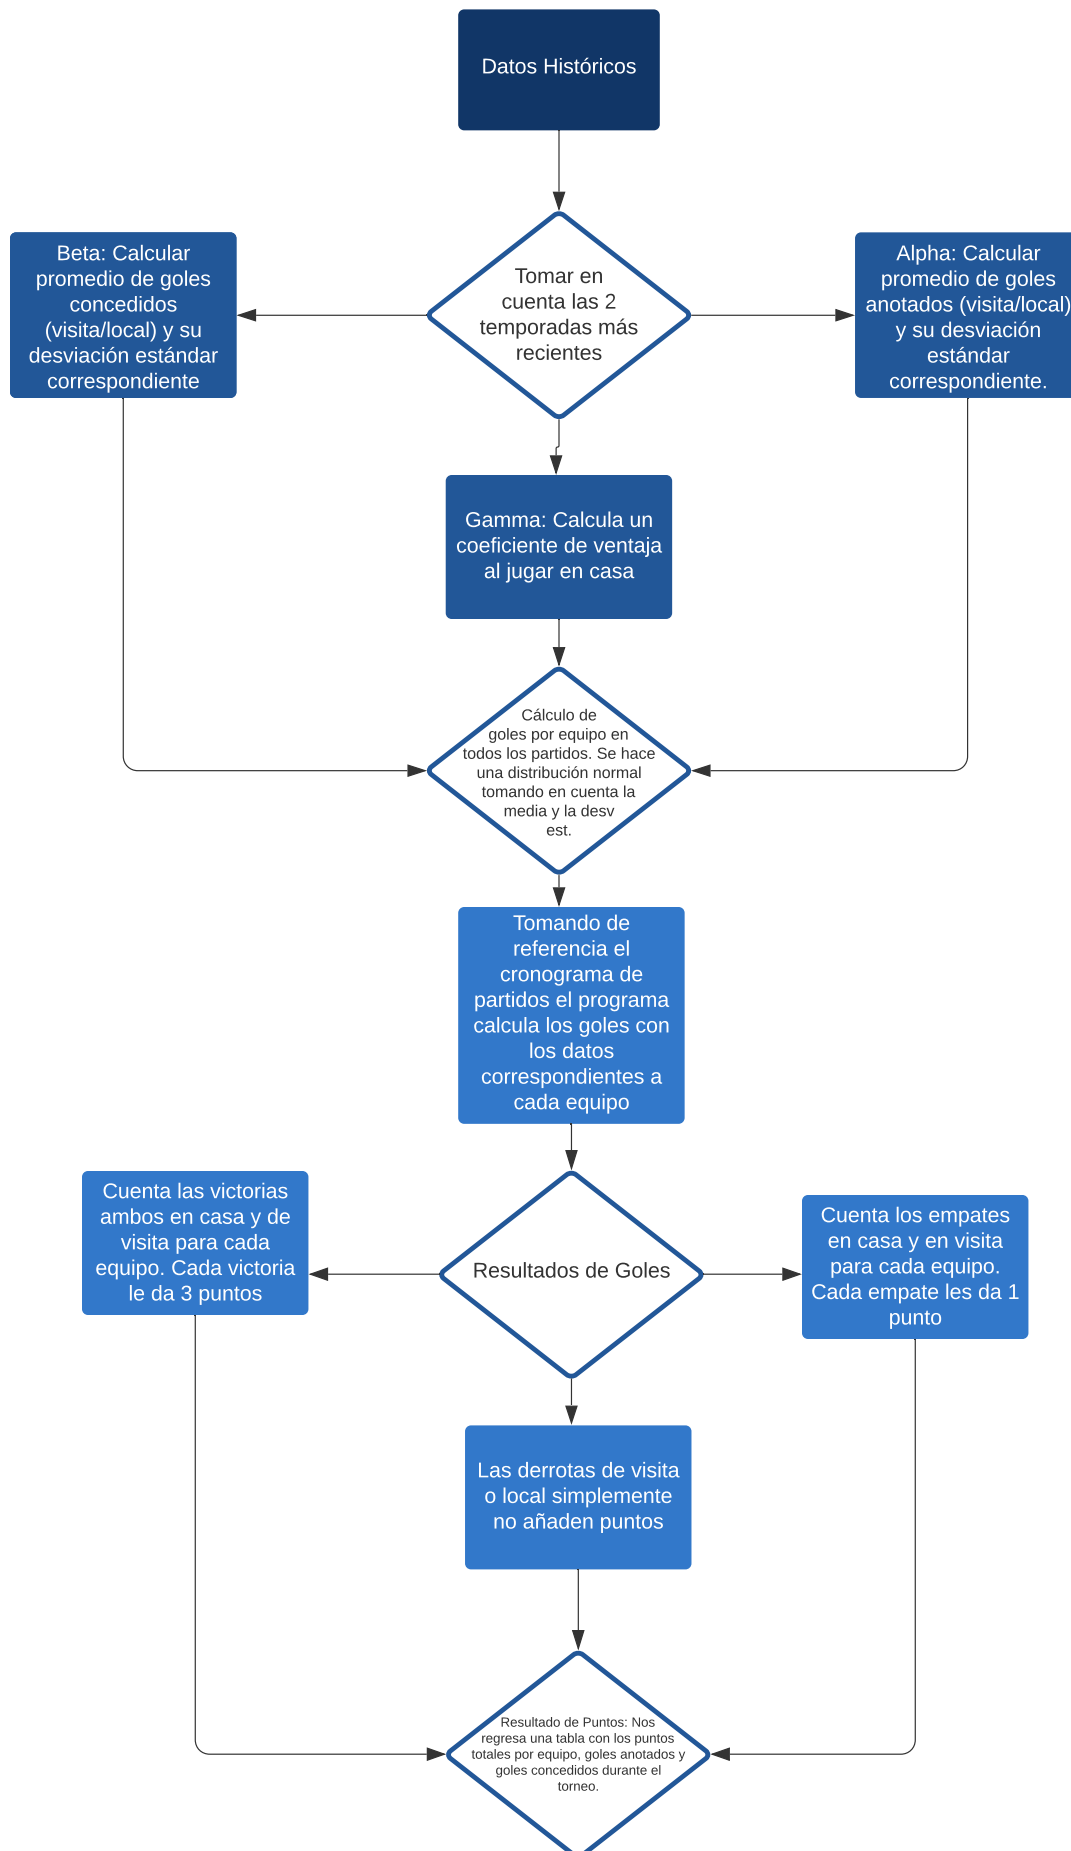 Datos Históricos
Beta: Calcular
promedio de goles
concedidos
(visita/local) y su
desviación estándar
correspondiente
Tomar en
cuenta las 2
temporadas más
recientes
Alpha: Calcular
promedio de goles
anotados (visita/local)
y su desviación
estándar
correspondiente.
Gamma: Calcula un
coeficiente de ventaja
al jugar en casa
Cálculo de
goles por equipo en
todos los partidos. Se hace
una distribución normal
tomando en cuenta la
media y la desv
est.
Tomando de
referencia el
cronograma de
partidos el programa
calcula los goles con
los datos
correspondientes a
cada equipo
Cuenta las victorias
ambos en casa y de
visita para cada
equipo. Cada victoria
le da 3 puntos
Resultados de Goles
Cuenta los empates
en casa y en visita
para cada equipo.
Cada empate les da 1
punto
Las derrotas de visita
o local simplemente
no añaden puntos
Resultado de Puntos: Nos
regresa una tabla con los puntos
totales por equipo, goles anotados y
goles concedidos durante el
torneo.